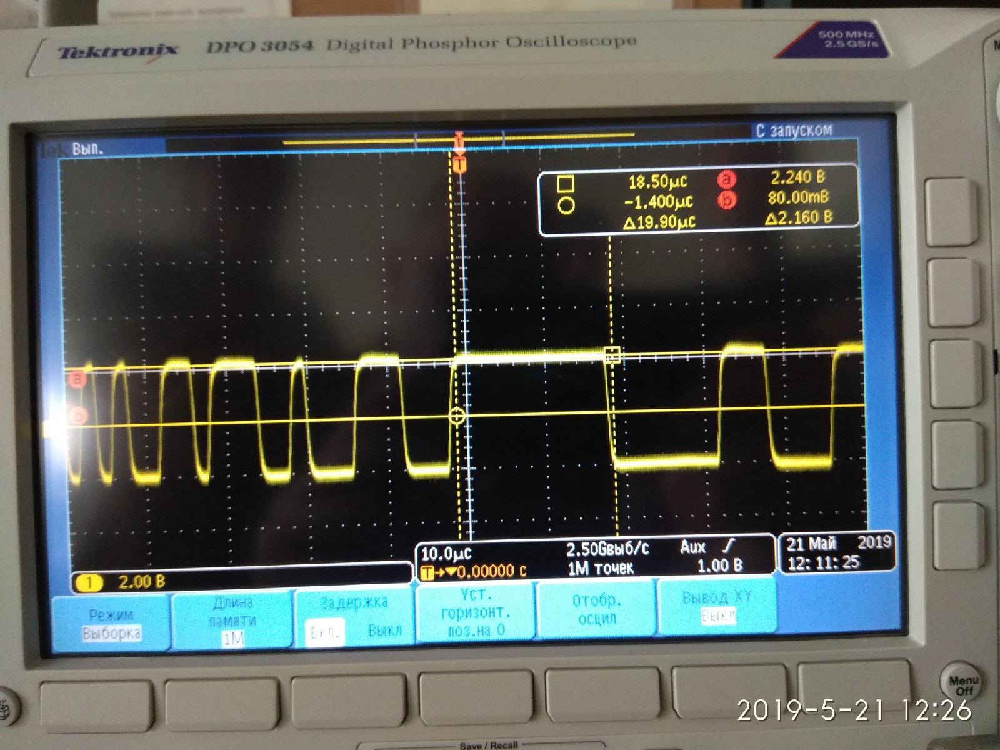 Tektronix DPO 3054 Digital Phosphor Oscilloscope
500 MHz
2.5 GS/s
M
Tek Вып.
С запуском
T
T
18.50µс a 2.240 В
-1.400µс b 80.00mВ
Δ19.90µс Δ2.160 В
a
b
10.0µс 2.50Gвыб/с Aux
T→▼0.00000 с 1M точек 1.00 В
21 Май 2019
12:11:25
1 2.00 В
Режим
Выборка
Длина
памяти
1M
Задержка
Вкл. Выкл
Уст.
горизонт.
поз.на 0
Отобр.
осцил
Вывод XY
Выкл
Menu
Off
2019-5-21 12:26
Save / Recall